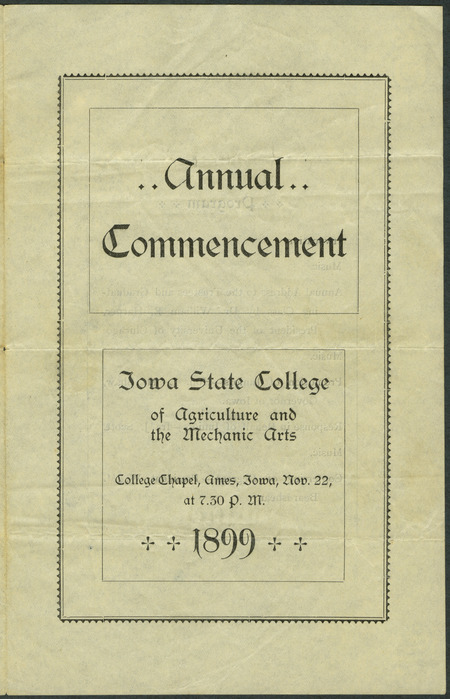 ..Annual..
Commencement
Iowa State College
of Agriculture and
the Mechanic Arts
College Chapel, Ames, Iowa, Nov. 22,
at 7.30 P. M.
1899